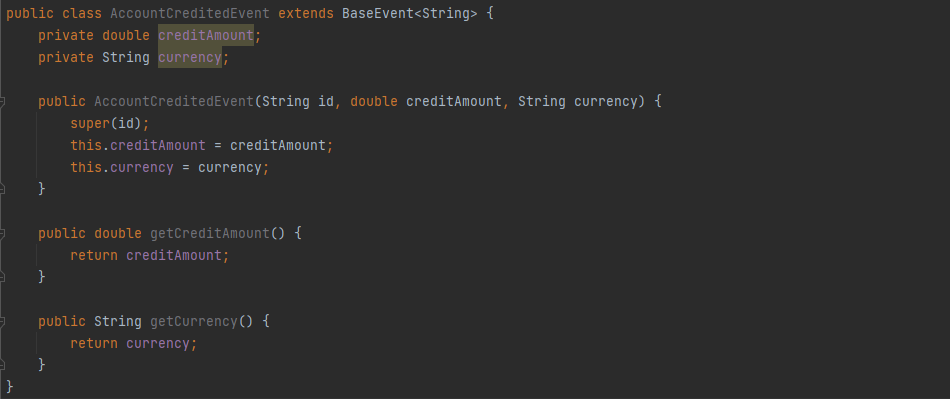 public class AccountCreditedEvent extends BaseEvent<String> {
    private double creditAmount;
    private String currency;

    public AccountCreditedEvent(String id, double creditAmount, String currency) {
        super(id);
        this.creditAmount = creditAmount;
        this.currency = currency;
    }

    public double getCreditAmount() {
        return creditAmount;
    }

    public String getCurrency() {
        return currency;
    }
}